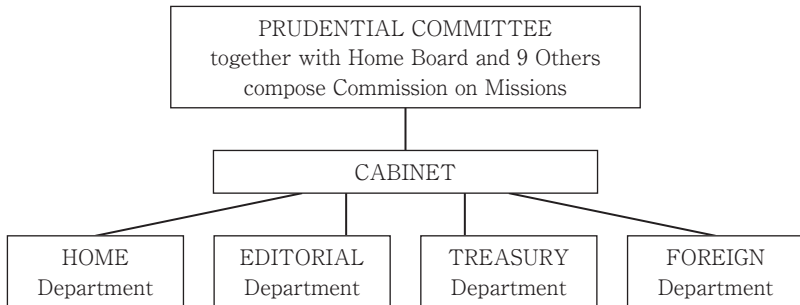 PRUDENTIAL COMMITTEE
together with Home Board and 9 Others
compose Commission on Missions
CABINET
HOME
Department
EDITORIAL
Department
TREASURY
Department
FOREIGN
Department